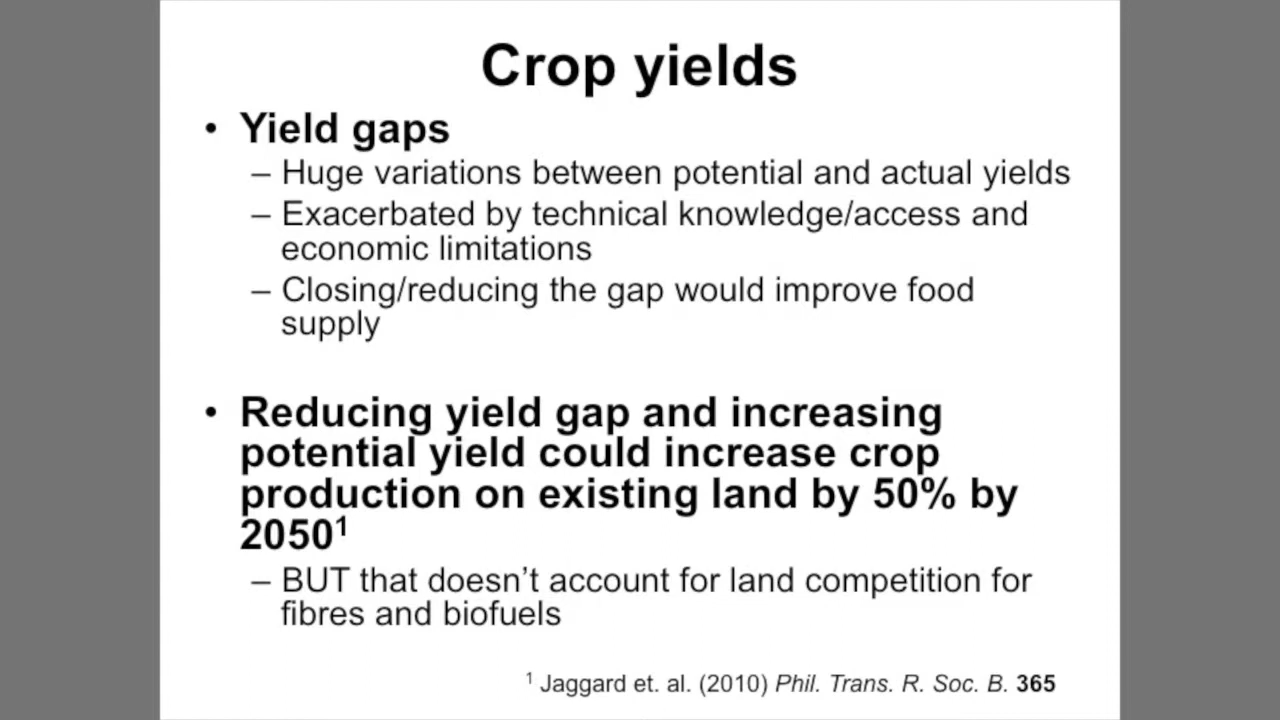 Crop yields
• Yield gaps
– Huge variations between potential and actual yields
– Exacerbated by technical knowledge/access and
economic limitations
– Closing/reducing the gap would improve food
supply
• Reducing yield gap and increasing
potential yield could increase crop
production on existing land by 50% by
2050¹
– BUT that doesn’t account for land competition for
fibres and biofuels
¹ Jaggard et. al. (2010) Phil. Trans. R. Soc. B. 365